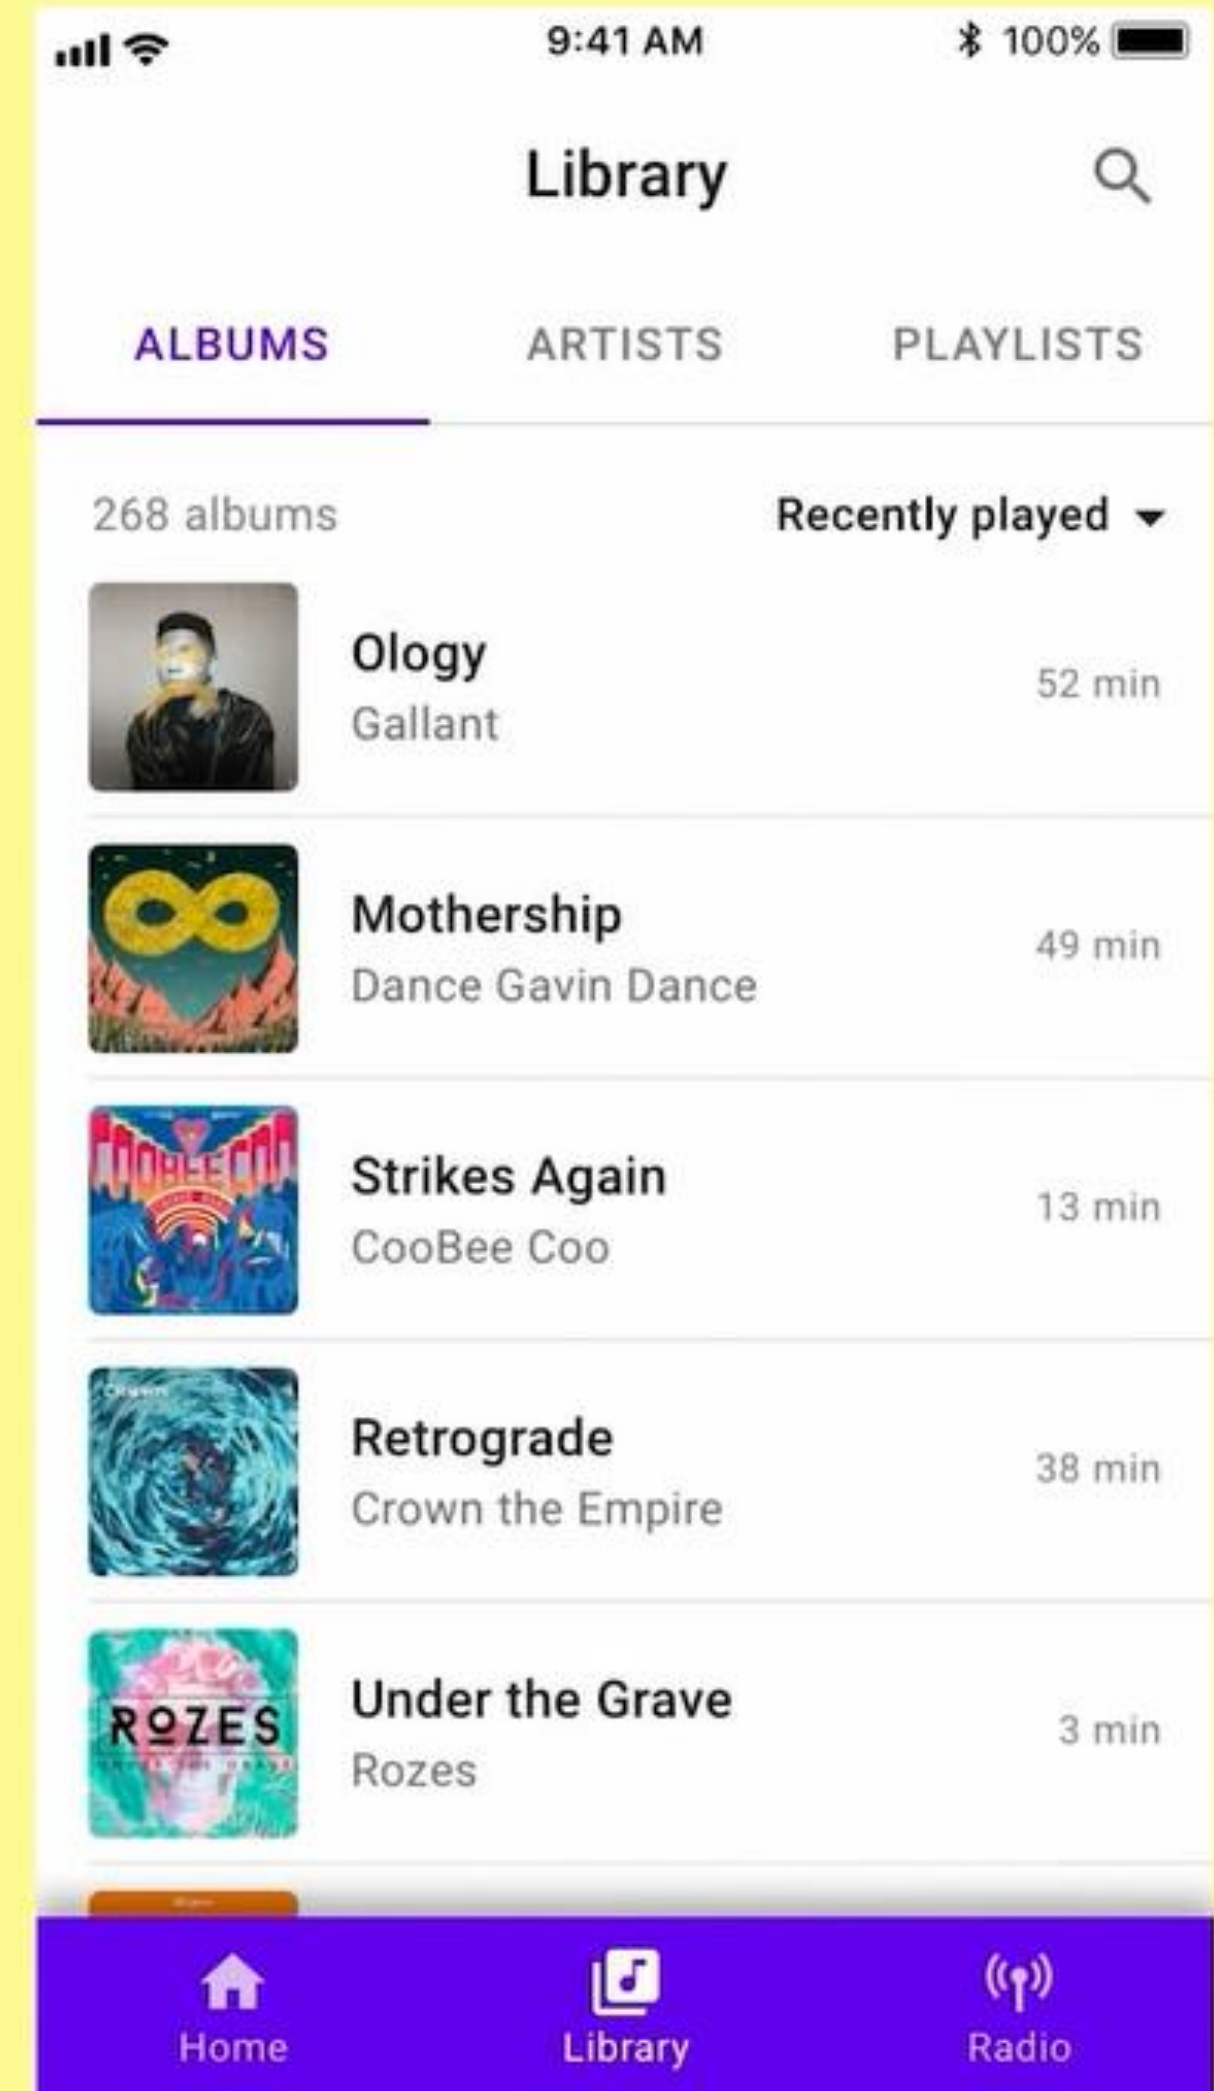 9:41 AM
100%
Library
ALBUMS ARTISTS PLAYLISTS
268 albums Recently played
Ology
Gallant
52 min
Mothership
Dance Gavin Dance
49 min
COOBEE COO
Strikes Again
CooBee Coo
13 min
Retrograde
Crown the Empire
38 min
ROZES
Under the Grave
Rozes
3 min
Home Library Radio